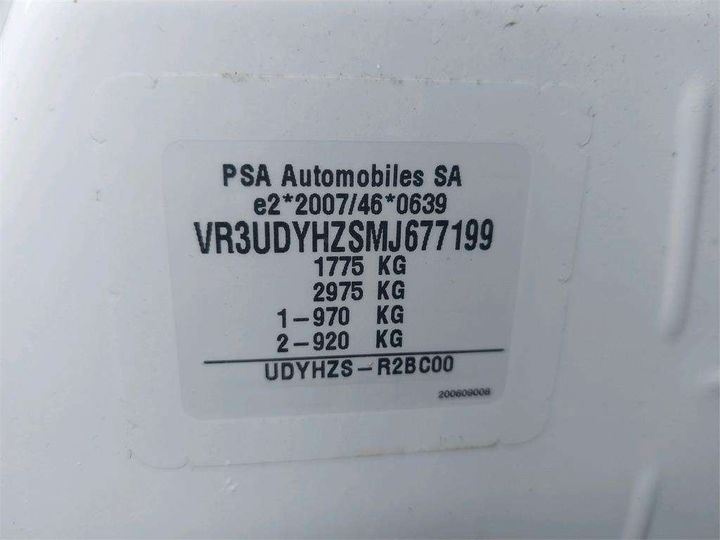 PSA Automobiles SA
e2*2007/46*0639
VR3UDYHZSMJ677199
1775 KG
2975 KG
1-970 KG
2-920 KG
UDYHZS-R2BC00
200609006